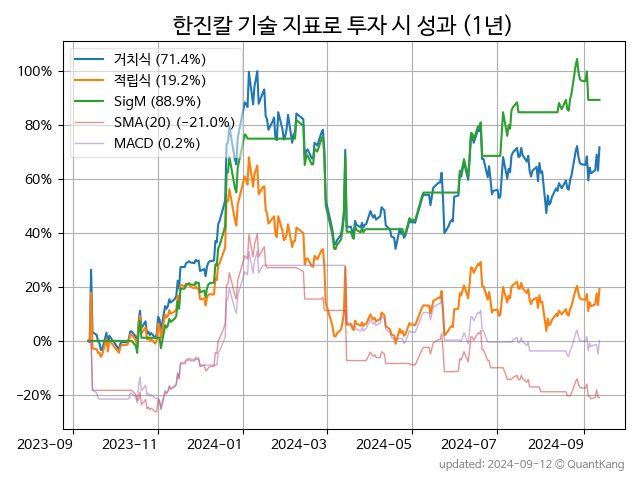 한진칼 기술 지표로 투자 시 성과 (1년)
거치식 (71.4%)
적립식 (19.2%)
SigM (88.9%)
SMA(20) (−21.0%)
MACD (0.2%)
100%
80%
60%
40%
20%
0%
−20%
2023-09 2023-11 2024-01 2024-03 2024-05 2024-07 2024-09
updated: 2024-09-12 © QuantKang